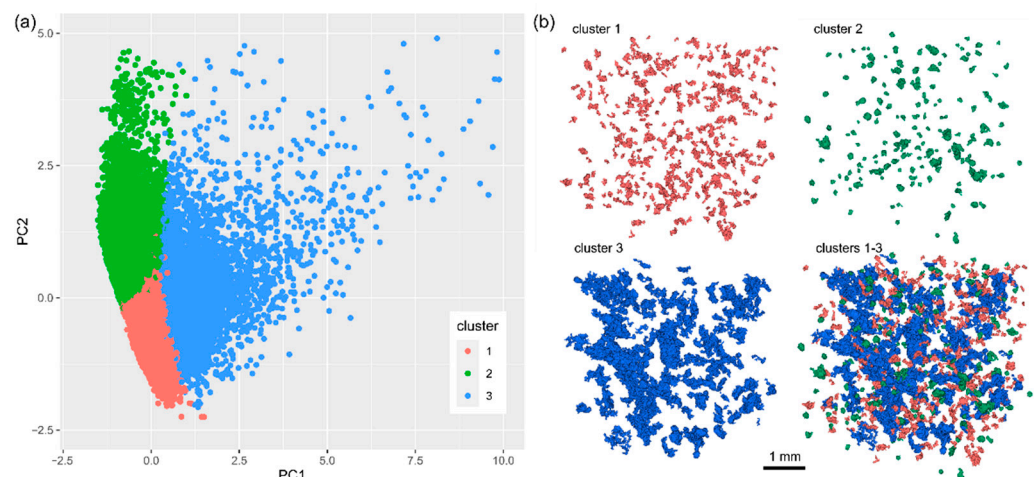 (a)
5.0
2.5
0.0
−2.5
PC2
−2.5
0.0
2.5
5.0
7.5
10.0
PC1
cluster
1
2
3
(b)
cluster 1
cluster 2
cluster 3
clusters 1-3
1 mm